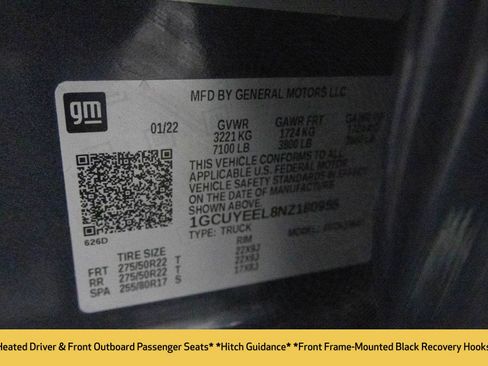 gm
MFD BY GENERAL MOTORS LLC
01/22 GVWR GAWR FRT GAWR
3221 KG 1724 KG
7100 LB 3800 LB
THIS VEHICLE CONFORMS TO ALL
APPLICABLE U.S. FEDERAL MOTOR
VEHICLE SAFETY STANDARDS IN
EFFECT ON THE DATE OF
MANUFACTURE
SHOWN ABOVE.
1GCUYEEL8NZ180955
626D TYPE: TRUCK
TIRE SIZE RIM
FRT 275/50R22 T 22X9J
RR 275/50R22 T 22X9J
SPA 255/80R17 S 17X8J
Heated Driver & Front Outboard Passenger Seats* *Hitch Guidance* *Front Frame-Mounted Black Recovery Hooks